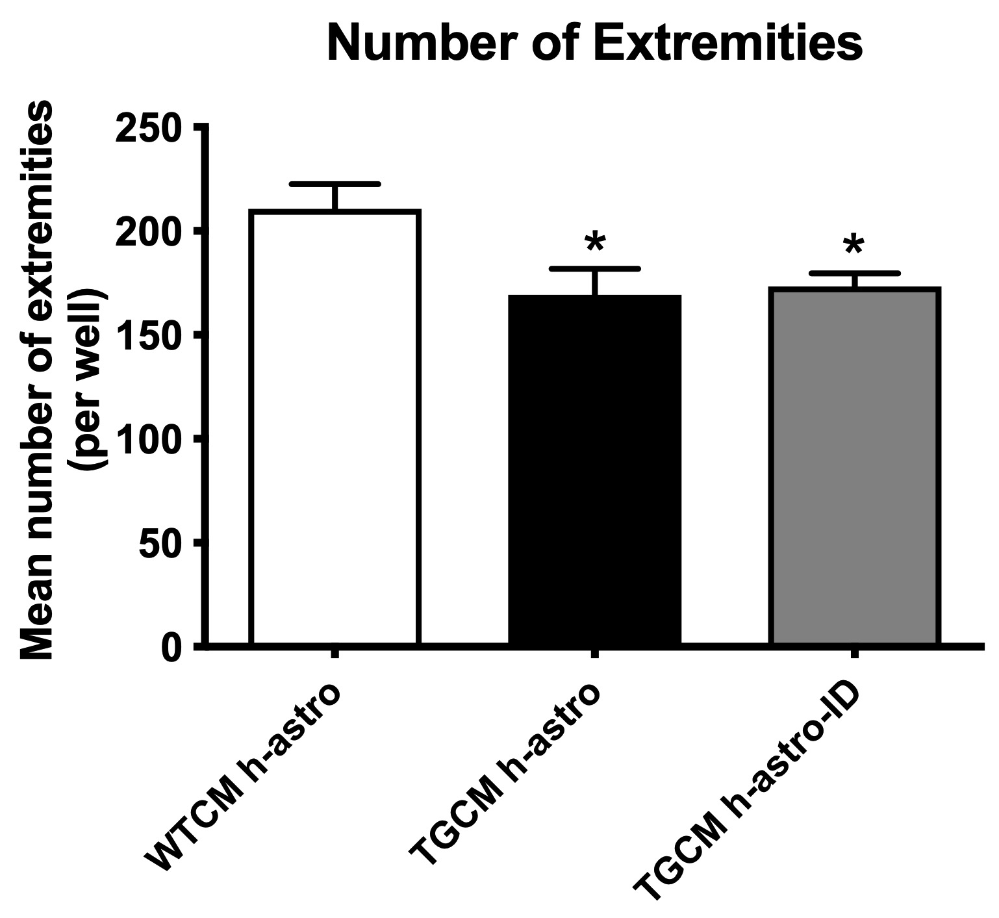 Number of Extremities
Mean number of extremities
(per well)
250
200
150
100
50
0
*
*
WTCM h-astro
TGCM h-astro
TGCM h-astro-ID